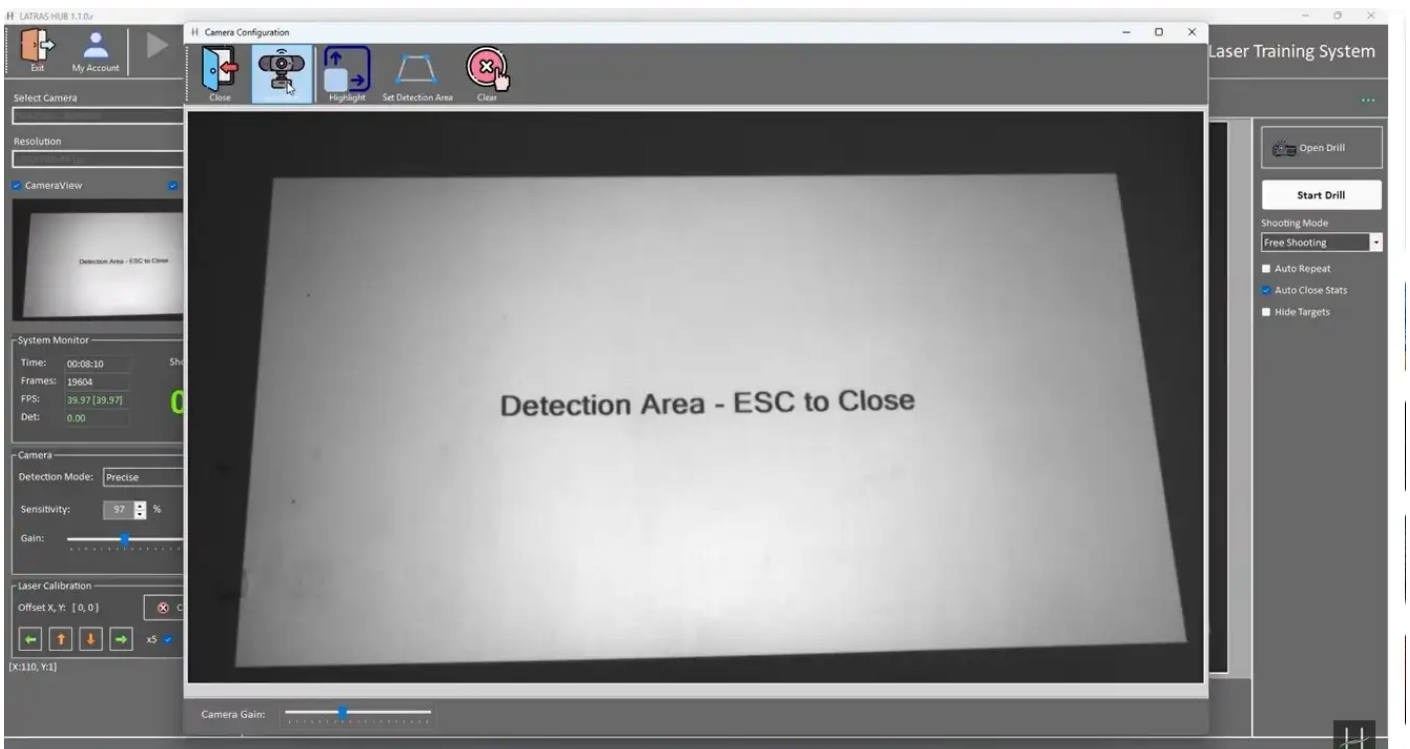 H LATRAS HUB 1.1.0r
Exit
My Account
Laser Training System
Select Camera
Resolution
CameraView
Detection Area - ESC to Close
System Monitor
Time: 00:08:10
Frames: 19604
FPS: 39.97 [39.97]
Det: 0.00
Sho
0
Camera
Detection Mode: Precise
Sensitivity: 97 %
Gain:
Laser Calibration
Offset X, Y: [ 0, 0 ]
C
x5
[X:110, Y:1]
H Camera Configuration
Close
Highlight
Set Detection Area
Clear
Detection Area - ESC to Close
Camera Gain:
...
Open Drill
Start Drill
Shooting Mode
Free Shooting
Auto Repeat
Auto Close Stats
Hide Targets
H